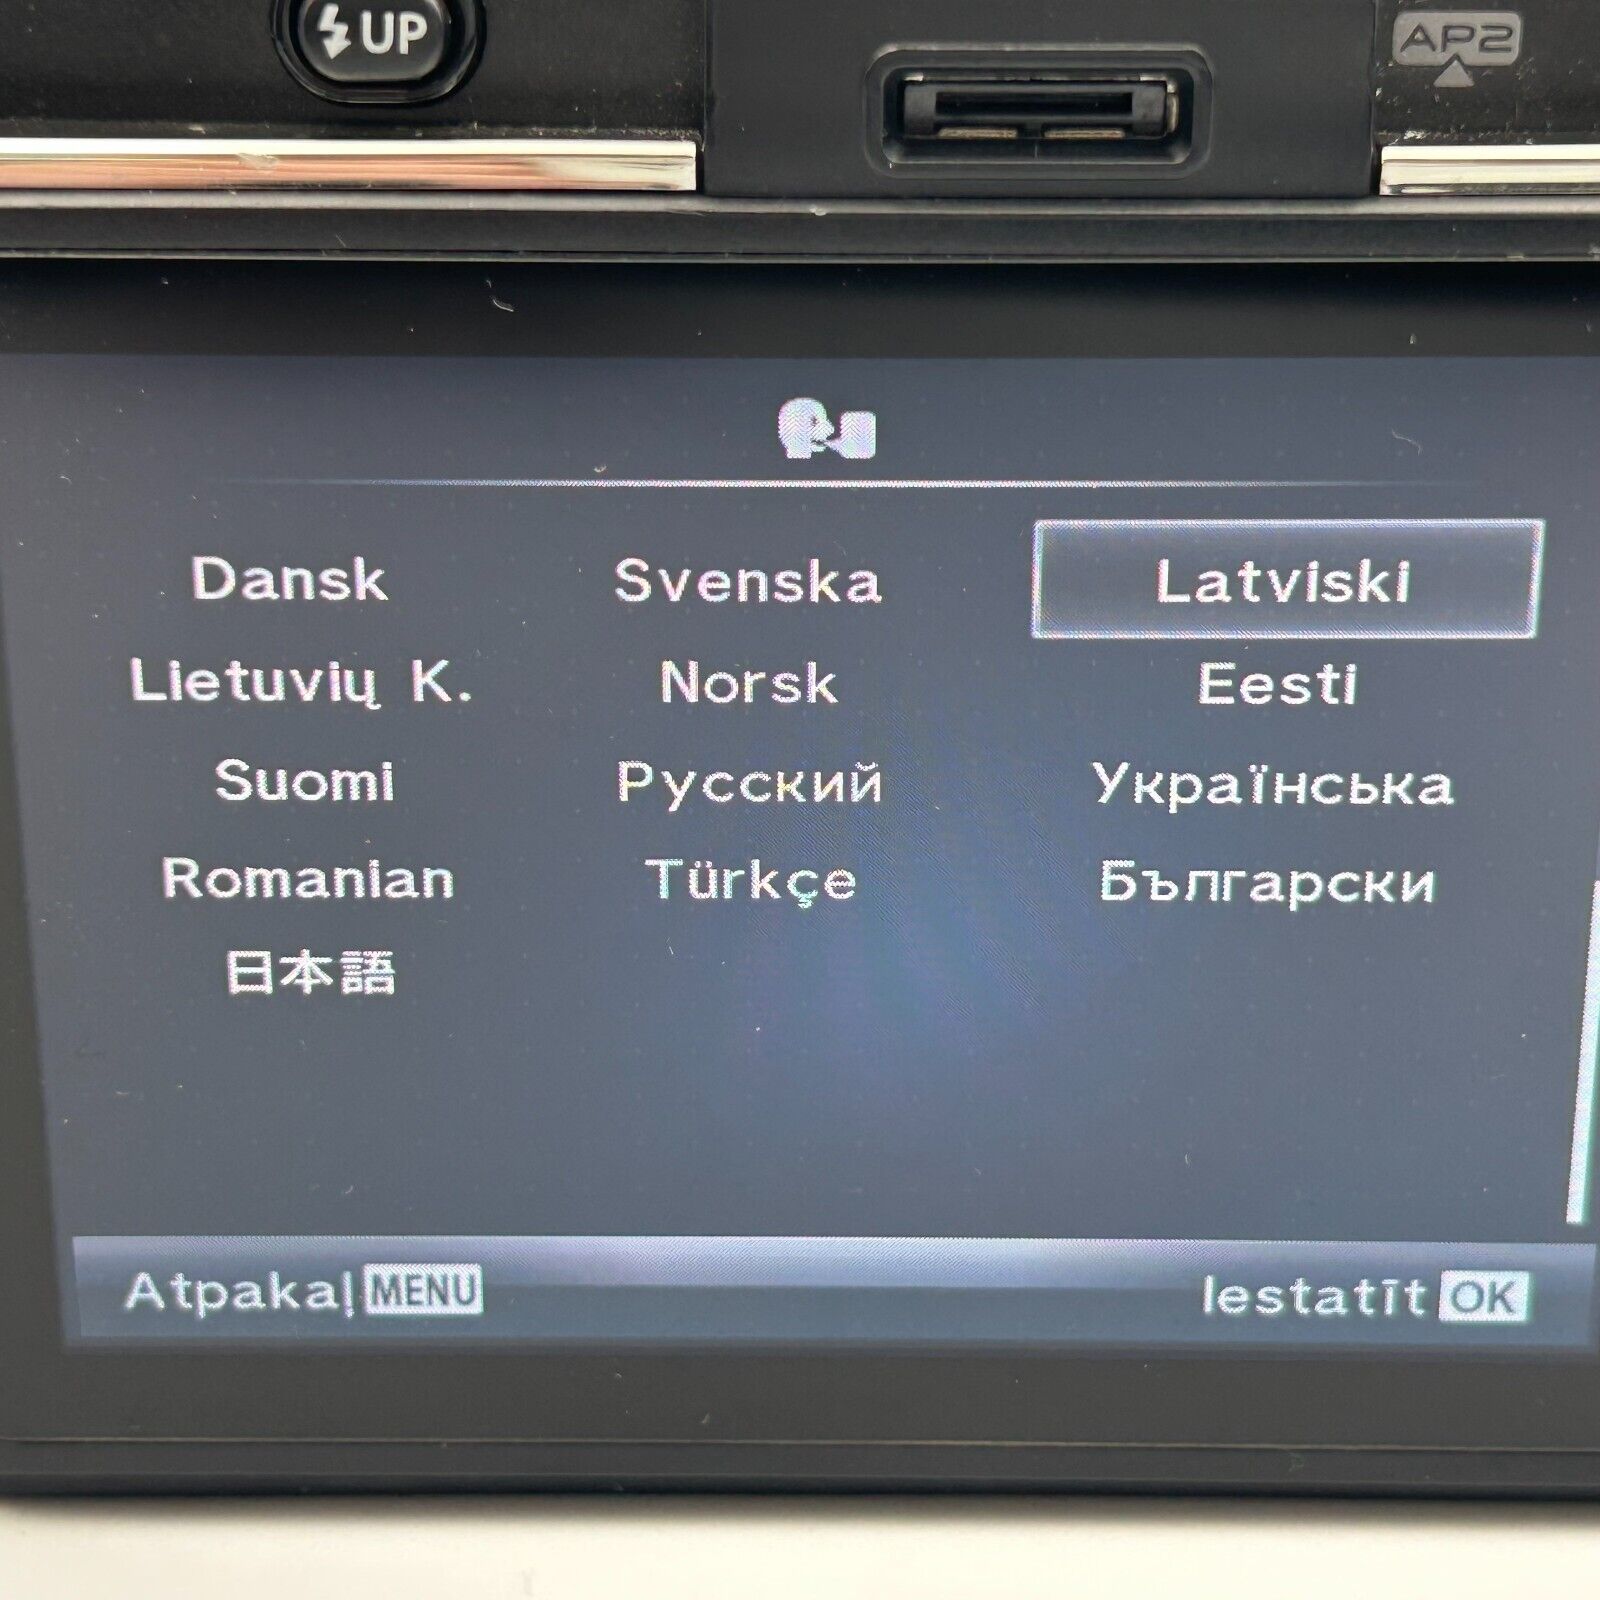 UP
AP2
Dansk Svenska Latviski
Lietuvių K. Norsk Eesti
Suomi Русский Українська
Romanian Türkçe Български
日本語
Atpakaļ MENU Iestatīt OK